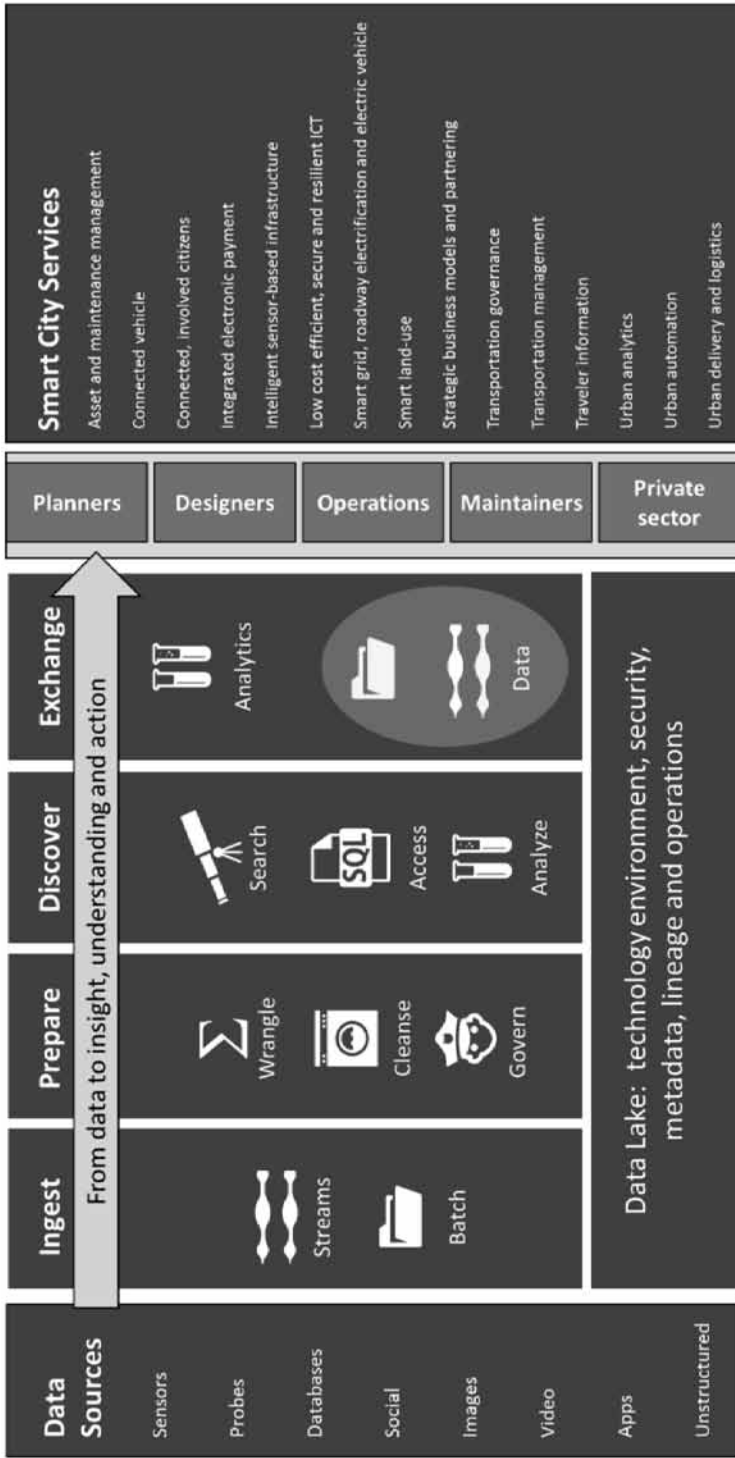 Data
Sources
Sensors
Probes
Databases
Social
Images
Video
Apps
Unstructured
From data to insight, understanding and action
Ingest
Streams
Batch
Prepare
Wrangle
Cleanse
Govern
Discover
Search
SQL
Access
Analyze
Exchange
Analytics
Data
Data Lake: technology environment, security,
metadata, lineage and operations
Planners
Designers
Operations
Maintainers
Private
sector
Smart City Services
Asset and maintenance management
Connected vehicle
Connected, involved citizens
Integrated electronic payment
Intelligent sensor-based infrastructure
Low cost efficient, secure and resilient ICT
Smart grid, roadway electrification and electric vehicle
Smart land-use
Strategic business models and partnering
Transportation governance
Transportation management
Traveler information
Urban analytics
Urban automation
Urban delivery and logistics